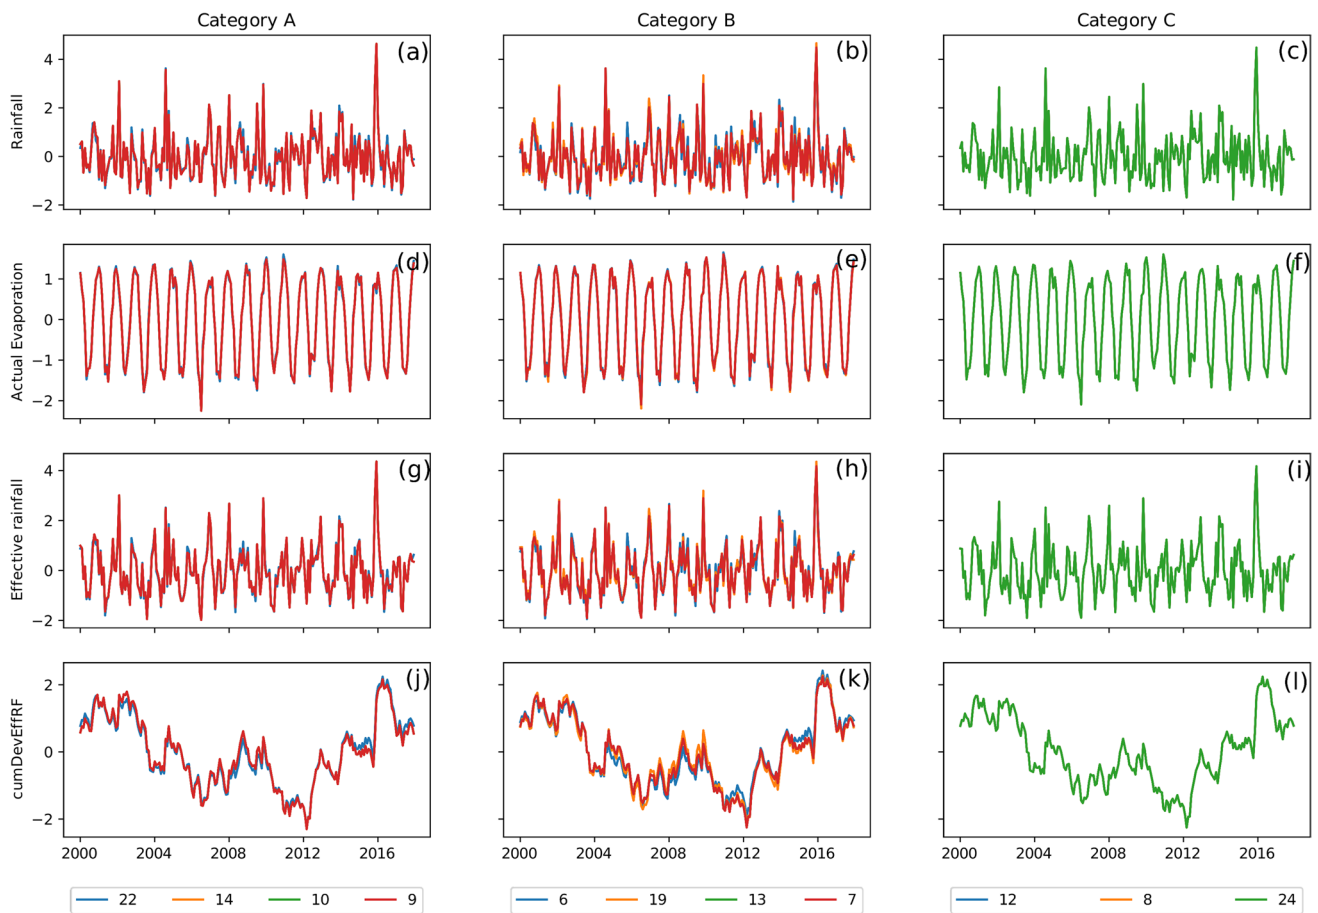 Category A Category B Category C
Rainfall
4
2
0
−2
(a) (b) (c)
Actual Evaporation
1
0
−1
−2
(d) (e) (f)
Effective rainfall
4
2
0
−2
(g) (h) (i)
cumDevEffRF
2
0
−2
(j) (k) (l)
2000 2004 2008 2012 2016 2000 2004 2008 2012 2016 2000 2004 2008 2012 2016
22 14 10 9 6 19 13 7 12 8 24